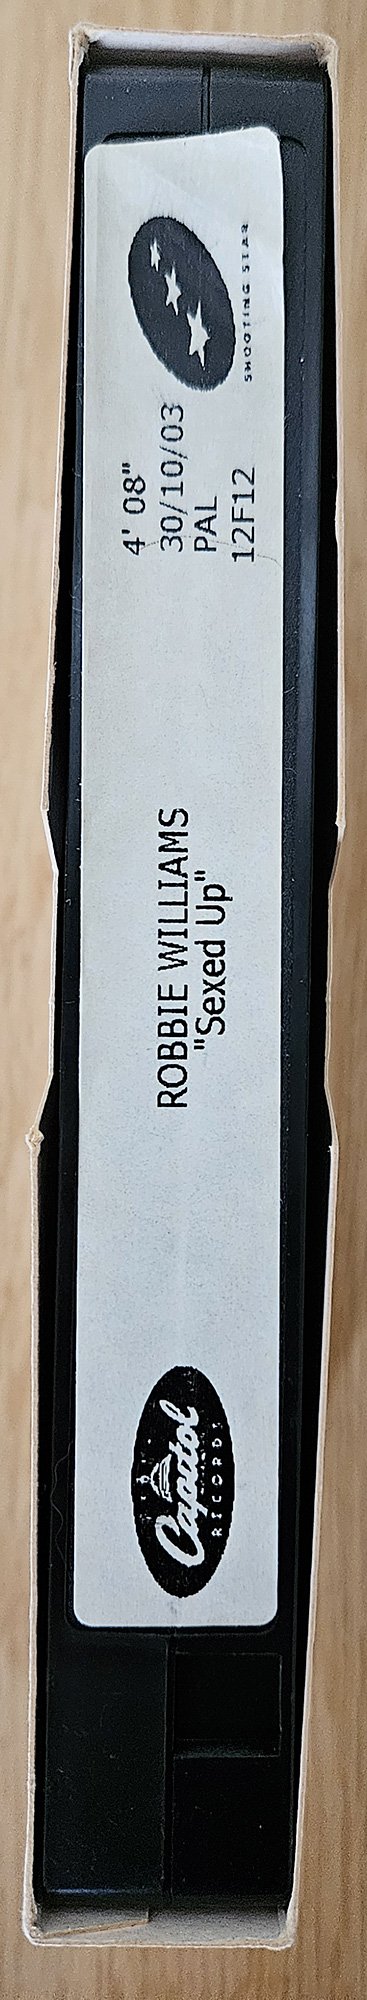 Capitol
RECORDS
ROBBIE WILLIAMS
"Sexed Up"
4' 08"
30/10/03
PAL
12F12
SHOOTING STAR